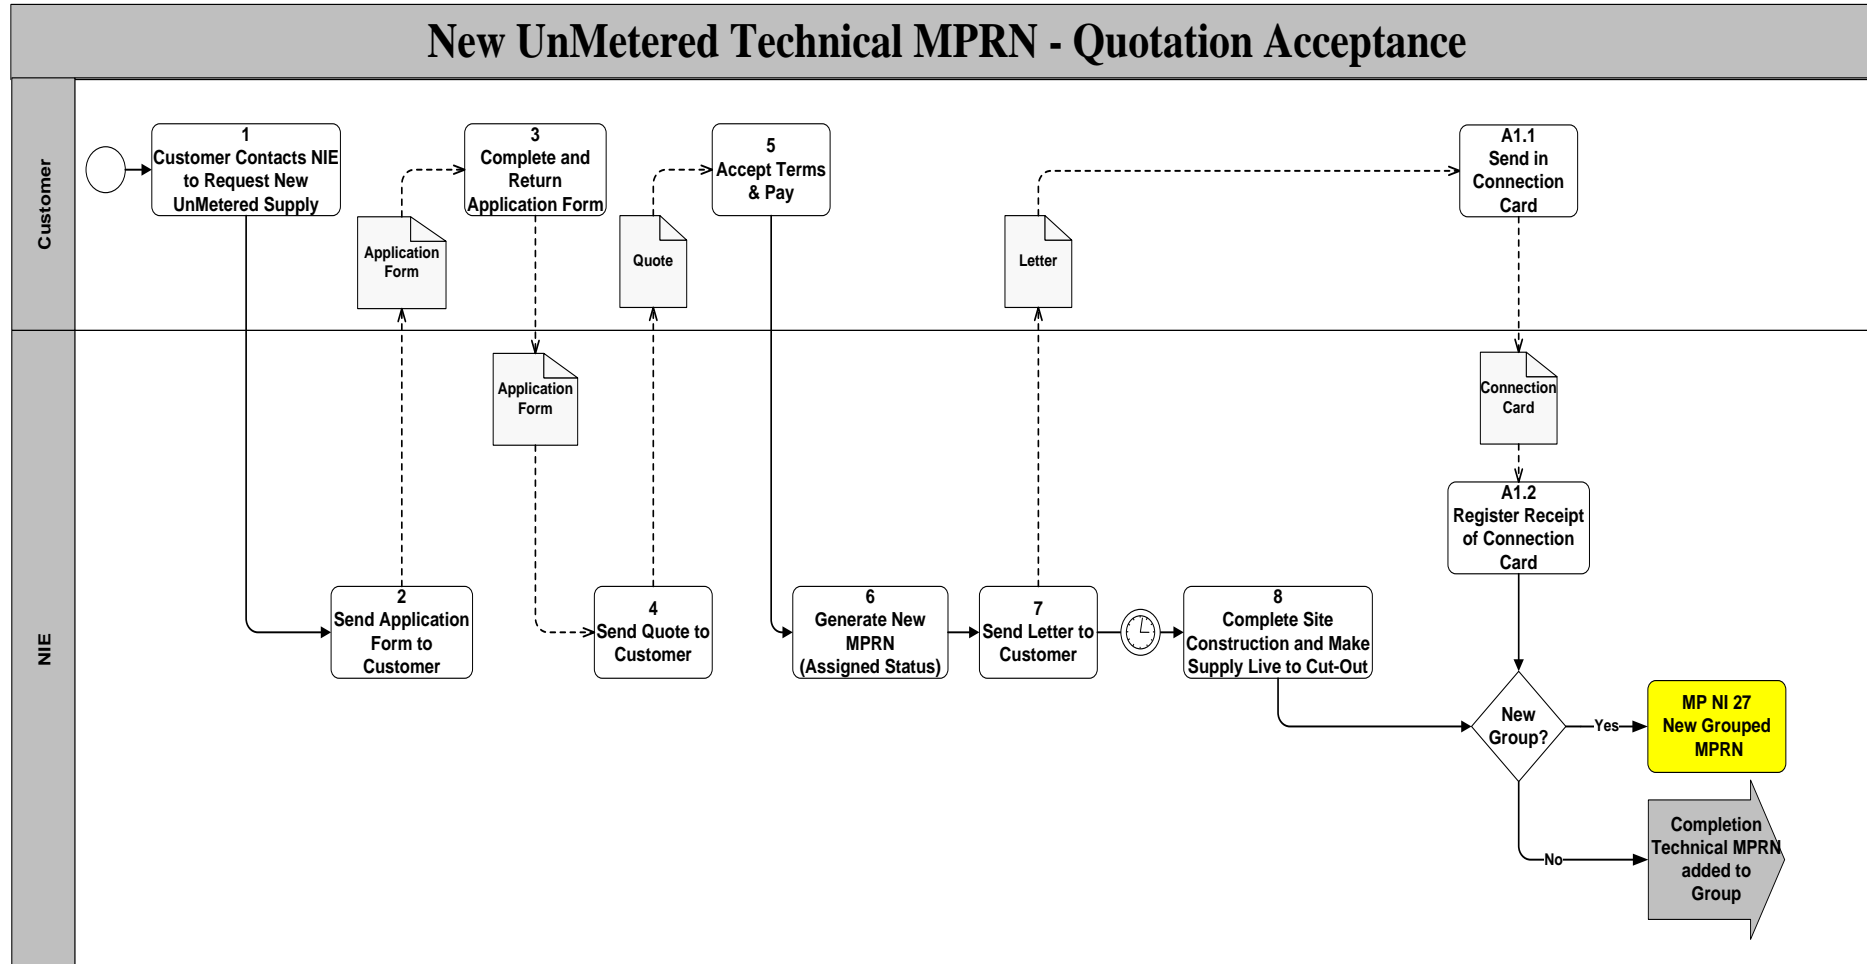 New UnMetered Technical MPRN - Quotation Acceptance
Customer
1
Customer Contacts NIE
to Request New
UnMetered Supply
Application
Form
3
Complete and
Return
Application Form
Quote
5
Accept Terms
& Pay
Letter
A1.1
Send in
Connection
Card
NIE
2
Send Application
Form to
Customer
Application
Form
4
Send Quote to
Customer
6
Generate New
MPRN
(Assigned Status)
7
Send Letter to
Customer
8
Complete Site
Construction and Make
Supply Live to Cut-Out
Connection
Card
A1.2
Register Receipt
of Connection
Card
New
Group?
Yes
MP NI 27
New Grouped
MPRN
No
Completion
Technical MPRN
added to
Group